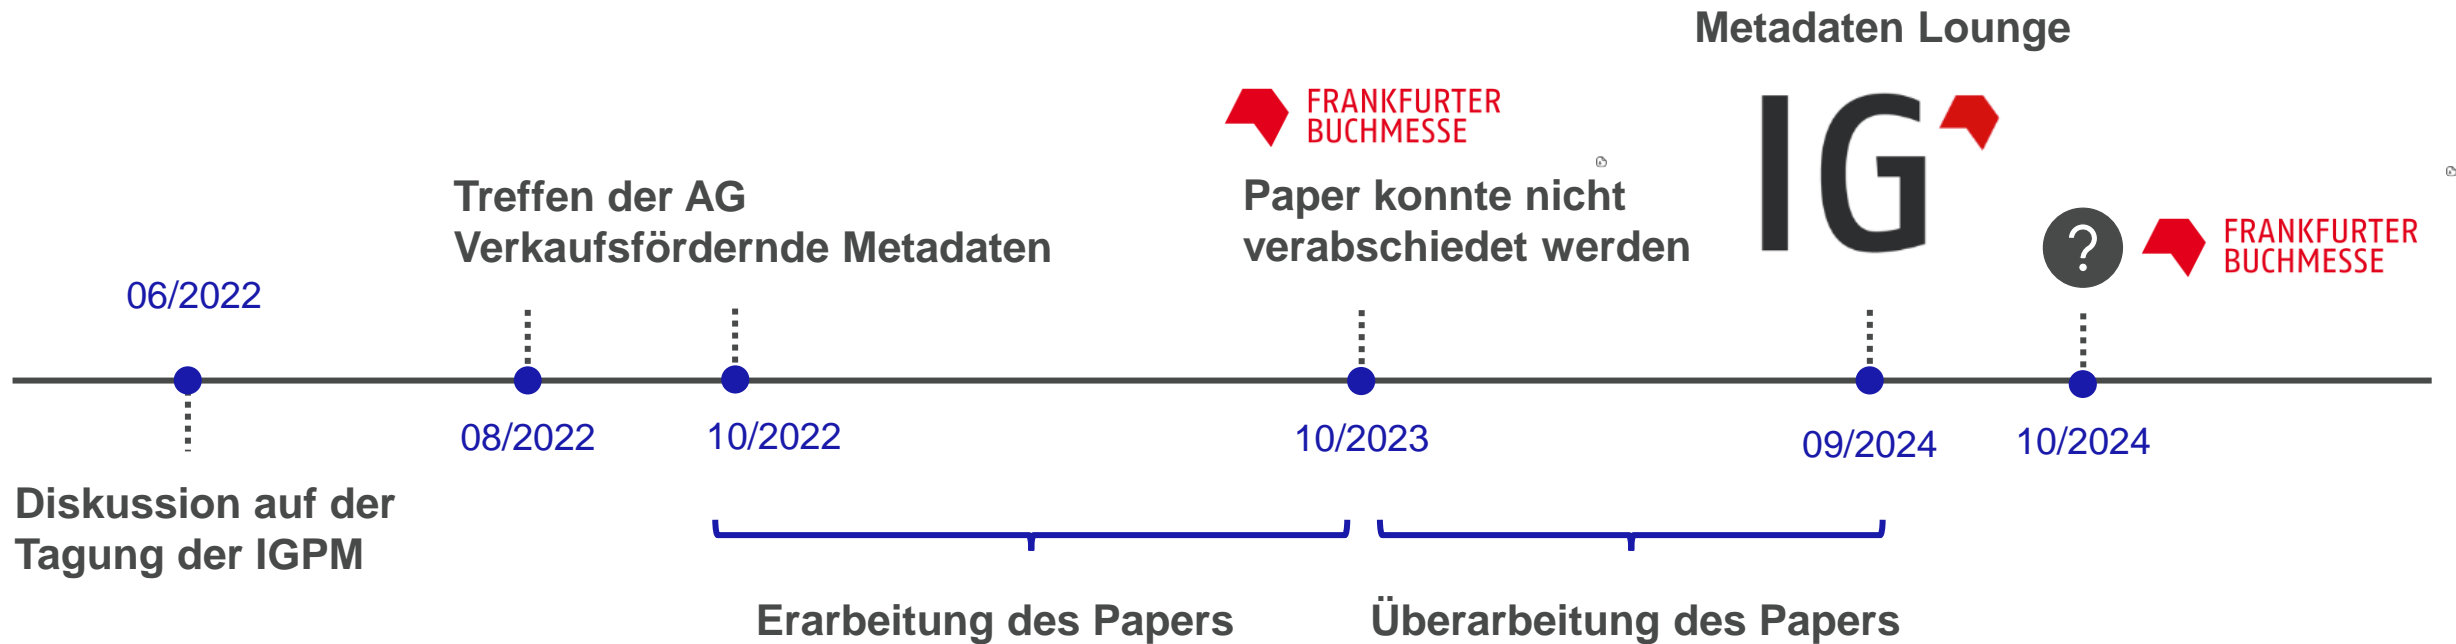 Metadaten Lounge
FRANKFURTER
BUCHMESSE
IG
Treffen der AG
Verkaufsfördernde Metadaten
Paper konnte nicht
verabschiedet werden
?
FRANKFURTER
BUCHMESSE
06/2022
08/2022
10/2022
10/2023
09/2024
10/2024
Diskussion auf der
Tagung der IGPM
Erarbeitung des Papers
Überarbeitung des Papers